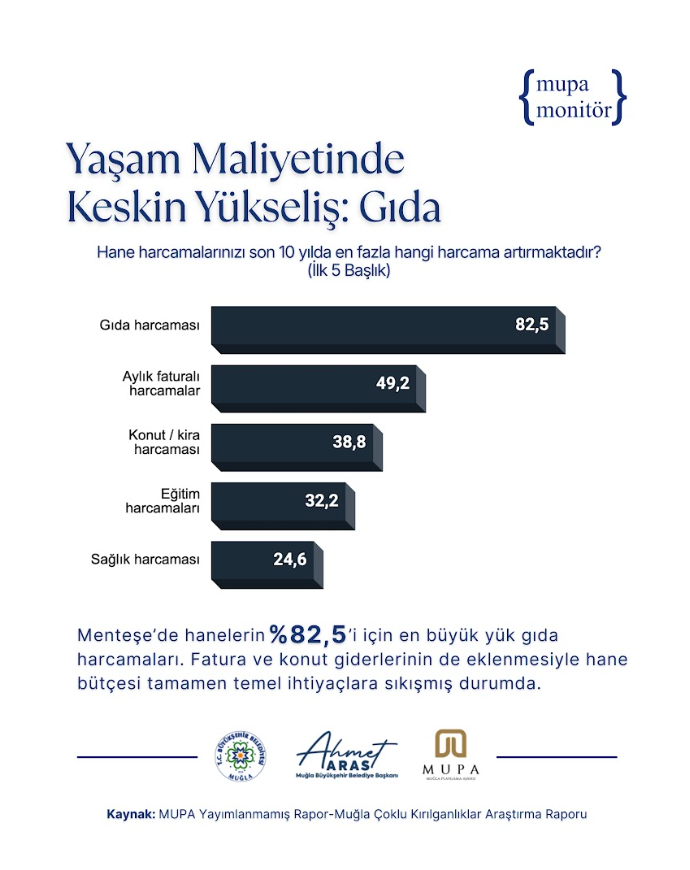 {mupa
monitör}
Yaşam Maliyetinde
Keskin Yükseliş: Gıda
Hane harcamalarınızı son 10 yılda en fazla hangi harcama artırmaktadır?
(İlk 5 Başlık)
Gıda harcaması 82,5
Aylık faturalı
harcamalar 49,2
Konut / kira
harcaması 38,8
Eğitim
harcamaları 32,2
Sağlık harcaması 24,6
Menteşe’de hanelerin %82,5’i için en büyük yük gıda
harcamaları. Fatura ve konut giderlerinin de eklenmesiyle hane
bütçesi tamamen temel ihtiyaçlara sıkışmış durumda.
T.C. BÜYÜKŞEHİR BELEDİYESİ
MUĞLA
Ahmet
ARAS
Muğla Büyükşehir Belediye Başkanı
MUPA
Kaynak: MUPA Yayımlanmamış Rapor-Muğla Çoklu Kırılganlıklar Araştırma Raporu